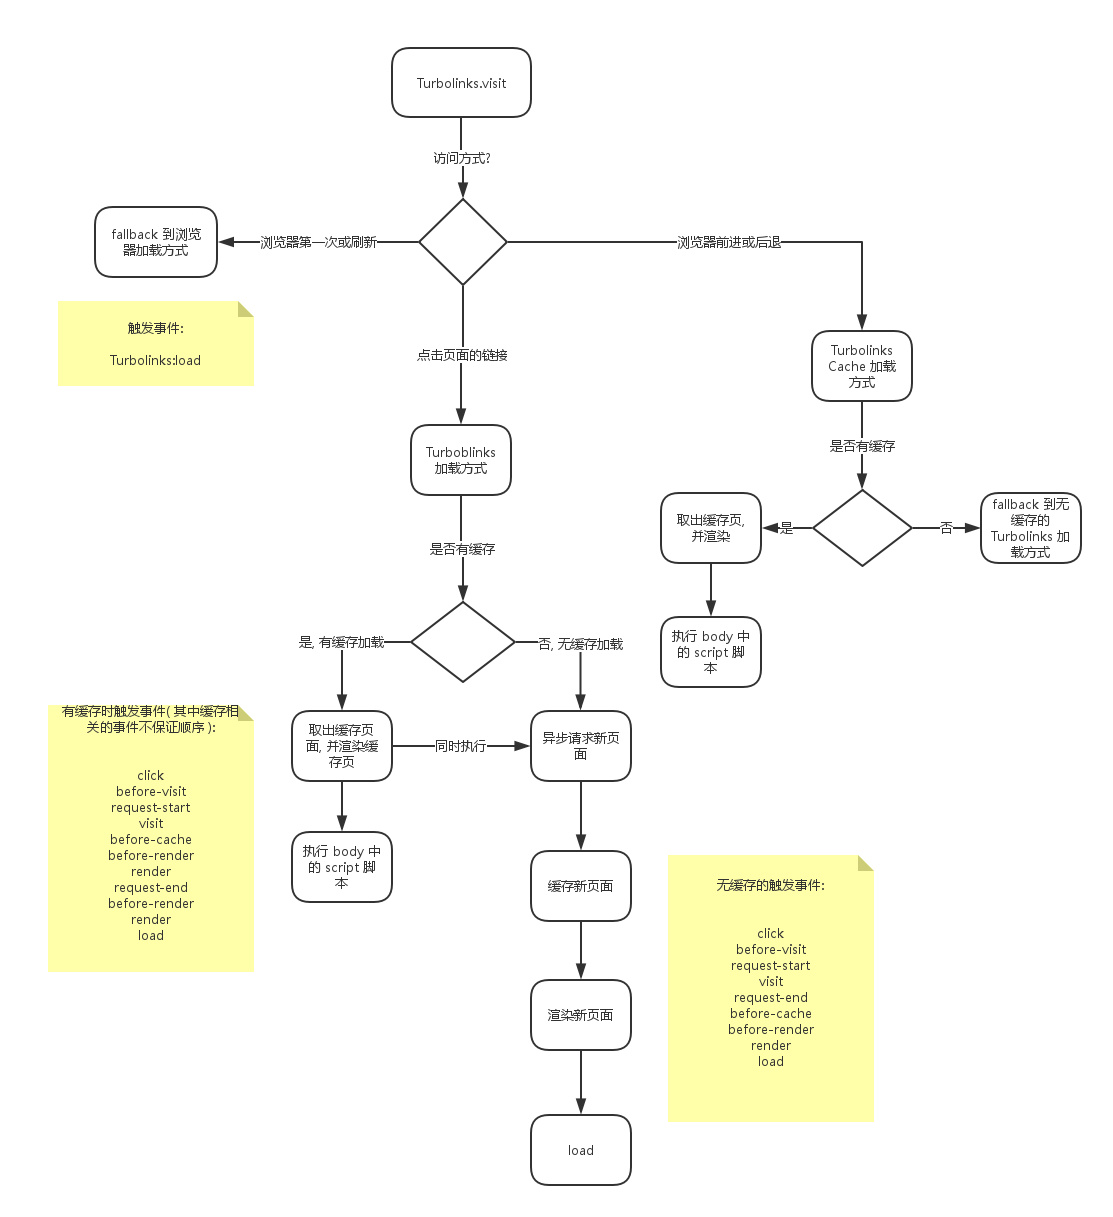 Turbolinks.visit
访问方式?
fallback 到浏览
器加载方式
浏览器第一次或刷新
浏览器前进或后退
触发事件:
Turbolinks:load
点击页面的链接
Turbolinks
Cache 加载
方式
Turboblinks
加载方式
是否有缓存
取出缓存页,
并渲染
是
否
fallback 到无
缓存的
Turbolinks 加
载方式
是否有缓存
执行 body 中
的 script 脚
本
是, 有缓存加载
否, 无缓存加载
有缓存时触发事件( 其中缓存相
关的事件不保证顺序 ):
click
before-visit
request-start
visit
before-cache
before-render
render
request-end
before-render
render
load
取出缓存页
面, 并渲染缓
存页
同时执行
异步请求新页
面
执行 body 中
的 script 脚
本
缓存新页面
无缓存的触发事件:
click
before-visit
request-start
visit
request-end
before-cache
before-render
render
load
渲染新页面
load